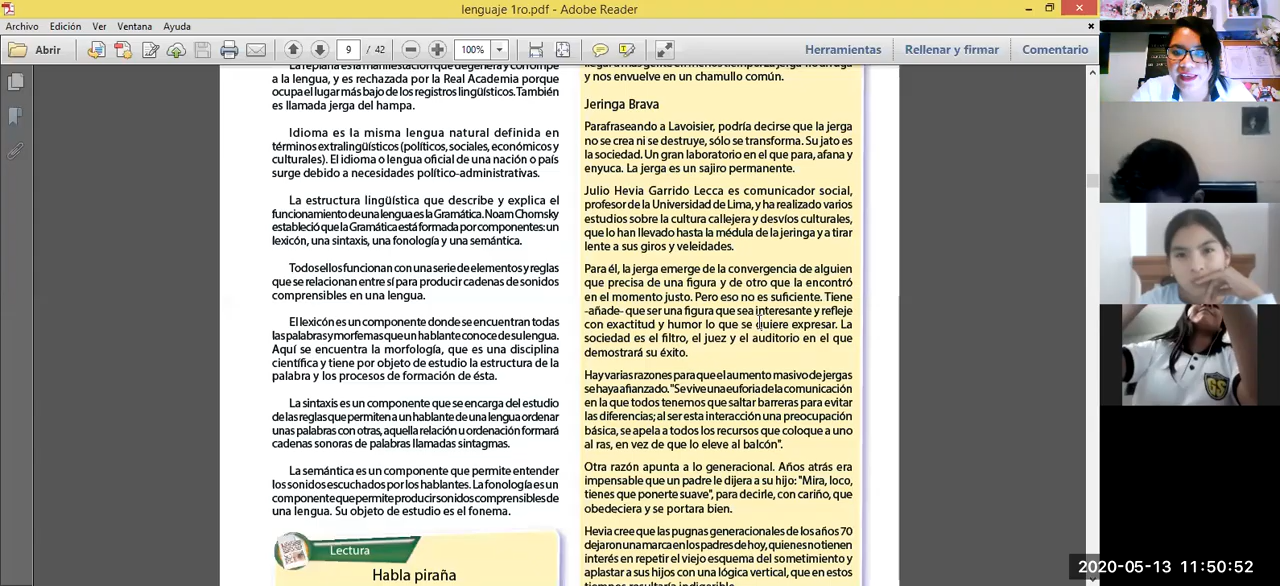 lenguaje 1ro.pdf - Adobe Reader
Archivo Edición Ver Ventana Ayuda
Abrir 9 / 42 100% Herramientas Rellenar y firmar Comentario
a la lengua, y es rechazada por la Real Academia porque
ocupa el lugar más bajo de los registros lingüísticos. También
es llamada jerga del hampa.
Idioma es la misma lengua natural definida en
términos extralingüísticos (políticos, sociales, económicos y
culturales). El idioma o lengua oficial de una nación o país
surge debido a necesidades político-administrativas.
La estructura lingüística que describe y explica el
funcionamiento de una lengua es la Gramática. Noam Chomsky
estableció que la Gramática está formada por componentes: un
lexicón, una sintaxis, una fonología y una semántica.
Todos ellos funcionan con una serie de elementos y reglas
que se relacionan entre sí para producir cadenas de sonidos
comprensibles en una lengua.
El lexicón es un componente donde se encuentran todas
las palabras y morfemas que un hablante conoce de su lengua.
Aquí se encuentra la morfología, que es una disciplina
científica y tiene por objeto de estudio la estructura de la
palabra y los procesos de formación de ésta.
La sintaxis es un componente que se encarga del estudio
de las reglas que permiten a un hablante de una lengua ordenar
unas palabras con otras, aquella relación u ordenación formará
cadenas sonoras de palabras llamadas sintagmas.
La semántica es un componente que permite entender
los sonidos escuchados por los hablantes. La fonología es un
componente que permite producir sonidos comprensibles de
una lengua. Su objeto de estudio es el fonema.
Lectura
Habla piraña
y nos envuelve en un chamullo común.
Jeringa Brava
Parafraseando a Lavoisier, podría decirse que la jerga
no se crea ni se destruye, sólo se transforma. Su jato es
la sociedad. Un gran laboratorio en el que para, afana y
enyuca. La jerga es un sajiro permanente.
Julio Hevia Garrido Lecca es comunicador social,
profesor de la Universidad de Lima, y ha realizado varios
estudios sobre la cultura callejera y desvíos culturales,
que lo han llevado hasta la médula de la jeringa y a tirar
lente a sus giros y veleidades.
Para él, la jerga emerge de la convergencia de alguien
que precisa de una figura y de otro que la encontró
en el momento justo. Pero eso no es suficiente. Tiene
-añade- que ser una figura que sea interesante y refleje
con exactitud y humor lo que se quiere expresar. La
sociedad es el filtro, el juez y el auditorio en el que
demostrará su éxito.
Hay varias razones para que el aumento masivo de jergas
se haya afianzado. "Se vive una euforia de la comunicación
en la que todos tenemos que saltar barreras para evitar
las diferencias; al ser esta interacción una preocupación
básica, se apela a todos los recursos que coloque a uno
al ras, en vez de que lo eleve al balcón".
Otra razón apunta a lo generacional. Años atrás era
impensable que un padre le dijera a su hijo: "Mira, loco,
tienes que ponerte suave", para decirle, con cariño, que
obedeciera y se portara bien.
Hevia cree que las pugnas generacionales de los años 70
dejaron una marca en los padres de hoy, quienes no tienen
interés en repetir el viejo esquema del sometimiento y
aplastar a sus hijos con una lógica vertical, que en estos
GS
2020-05-13 11:50:52